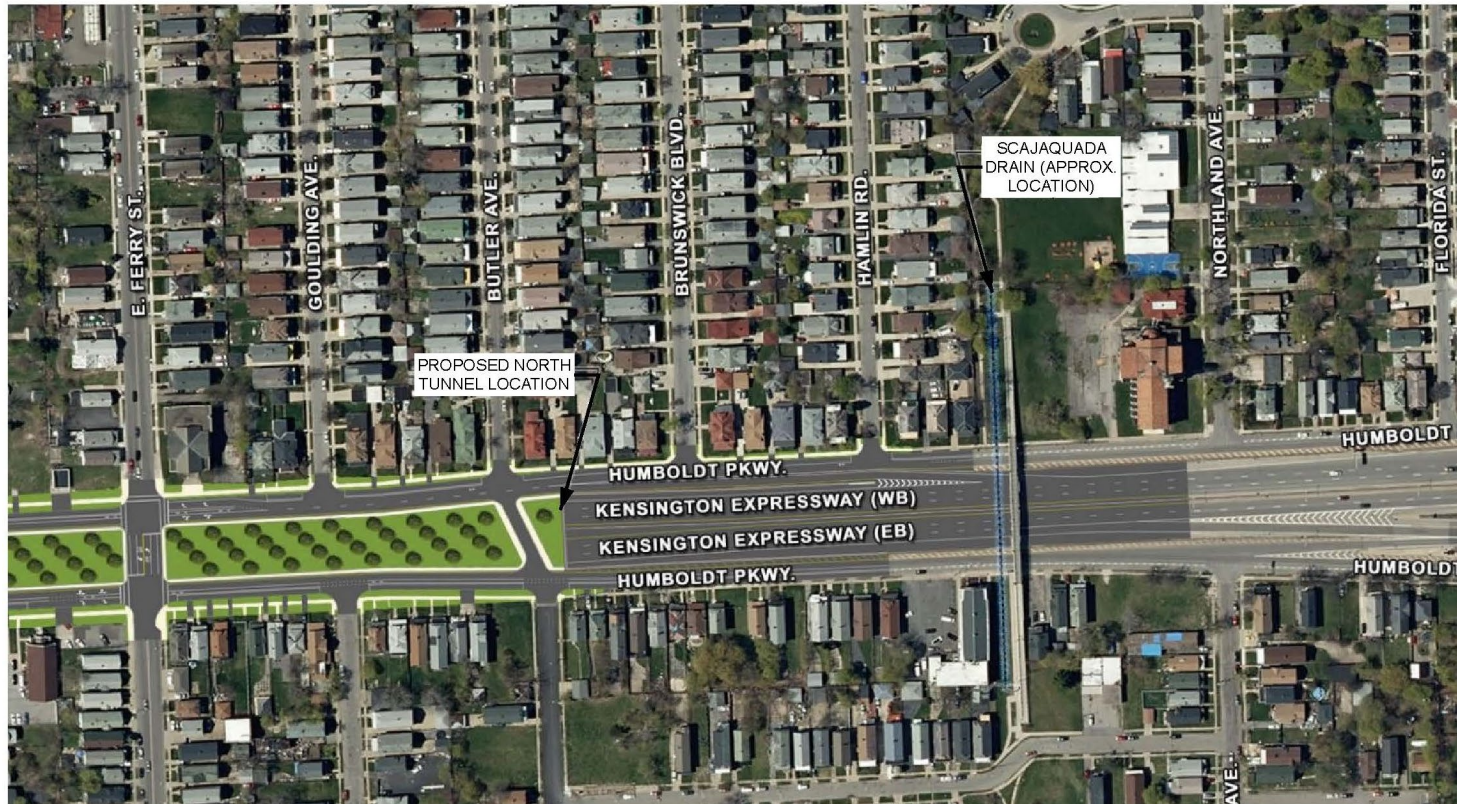 E. FERRY ST.
GOULDING AVE.
BUTLER AVE.
BRUNSWICK BLVD.
HAMLIN RD.
SCAJAQUADA
DRAIN (APPROX.
LOCATION)
NORTHLAND AVE.
FLORIDA ST.
PROPOSED NORTH
TUNNEL LOCATION
HUMBOLDT PKWY.
HUMBOLDT
KENSINGTON EXPRESSWAY (WB)
KENSINGTON EXPRESSWAY (EB)
HUMBOLDT PKWY.
HUMBOLDT
AVE.